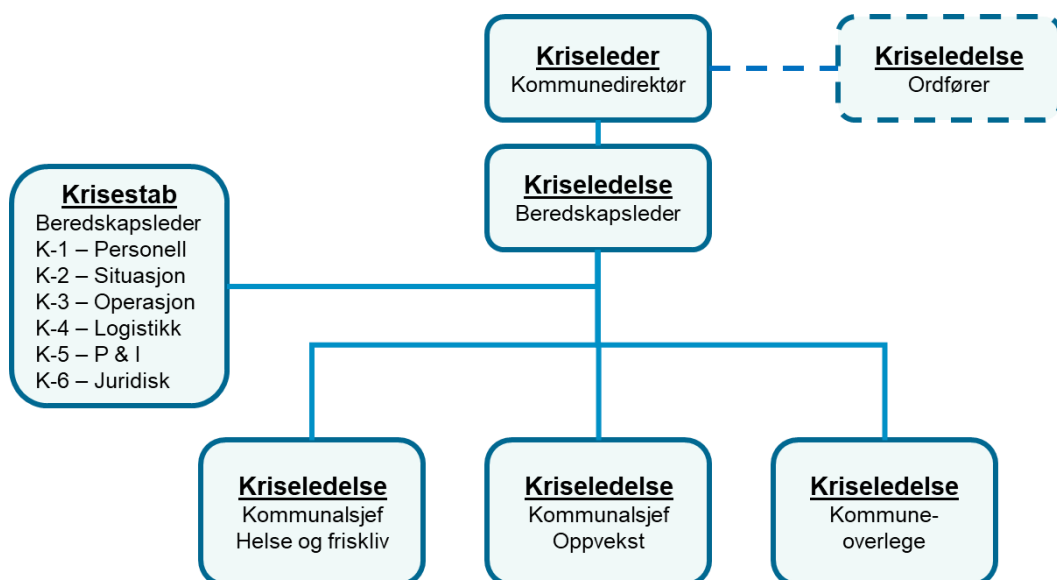 Kriseleder
Kommunedirektør
Kriseledelse
Ordfører
Kriseledelse
Beredskapsleder
Krisestab
Beredskapsleder
K-1 – Personell
K-2 – Situasjon
K-3 – Operasjon
K-4 – Logistikk
K-5 – P & I
K-6 – Juridisk
Kriseledelse
Kommunalsjef
Helse og friskliv
Kriseledelse
Kommunalsjef
Oppvekst
Kriseledelse
Kommune-
overlege